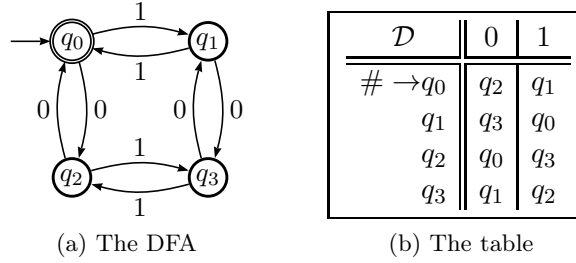 1
q₀ q₁
1
0 0 0 0
1
q₂ q₃
1
(a) The DFA
𝒟 0 1
# →q₀ q₂ q₁
q₁ q₃ q₀
q₂ q₀ q₃
q₃ q₁ q₂
(b) The table